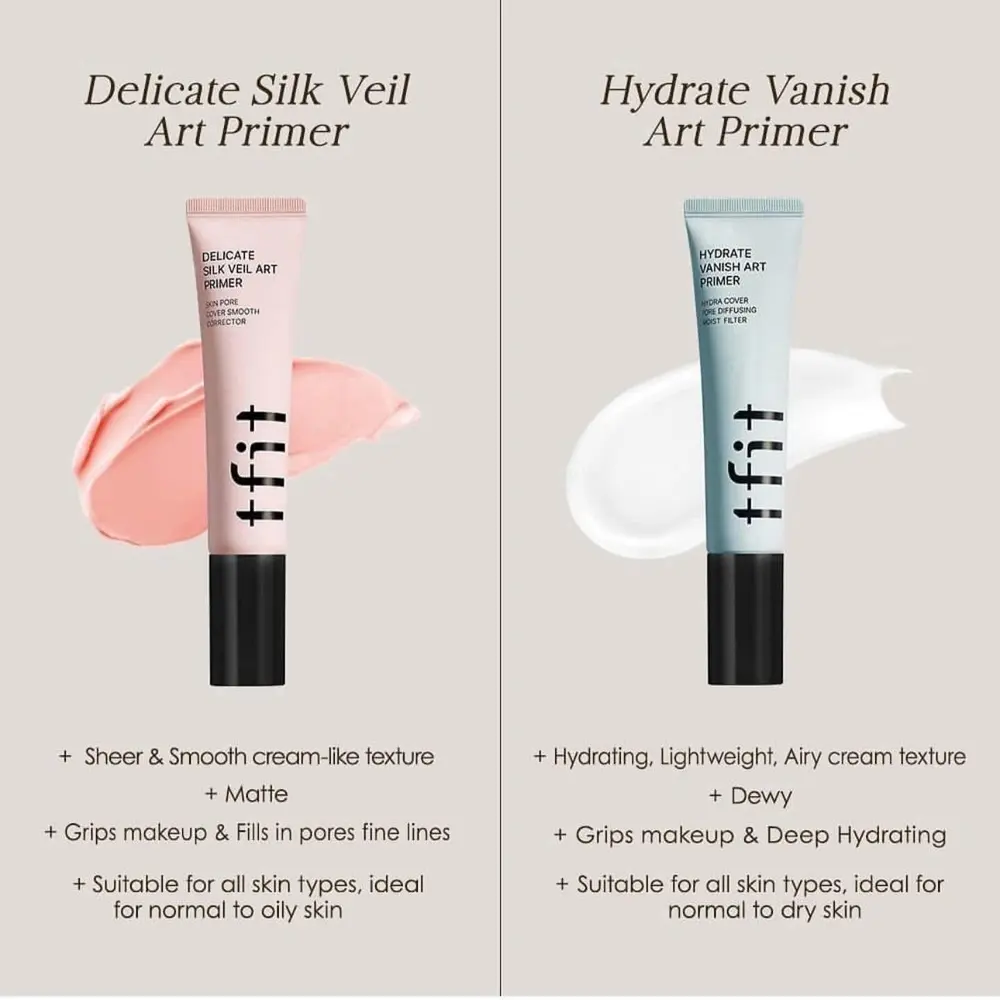 Delicate Silk Veil
Art Primer
DELICATE
SILK VEIL ART
PRIMER
SKIN PORE
COVER SMOOTH
CORRECTOR
tfit
+ Sheer & Smooth cream-like texture
+ Matte
+ Grips makeup & Fills in pores fine lines
+ Suitable for all skin types, ideal
for normal to oily skin
Hydrate Vanish
Art Primer
HYDRATE
VANISH ART
PRIMER
HYDRA COVER
PORE DIFFUSING
MOIST FILTER
tfit
+ Hydrating, Lightweight, Airy cream texture
+ Dewy
+ Grips makeup & Deep Hydrating
+ Suitable for all skin types, ideal for
normal to dry skin